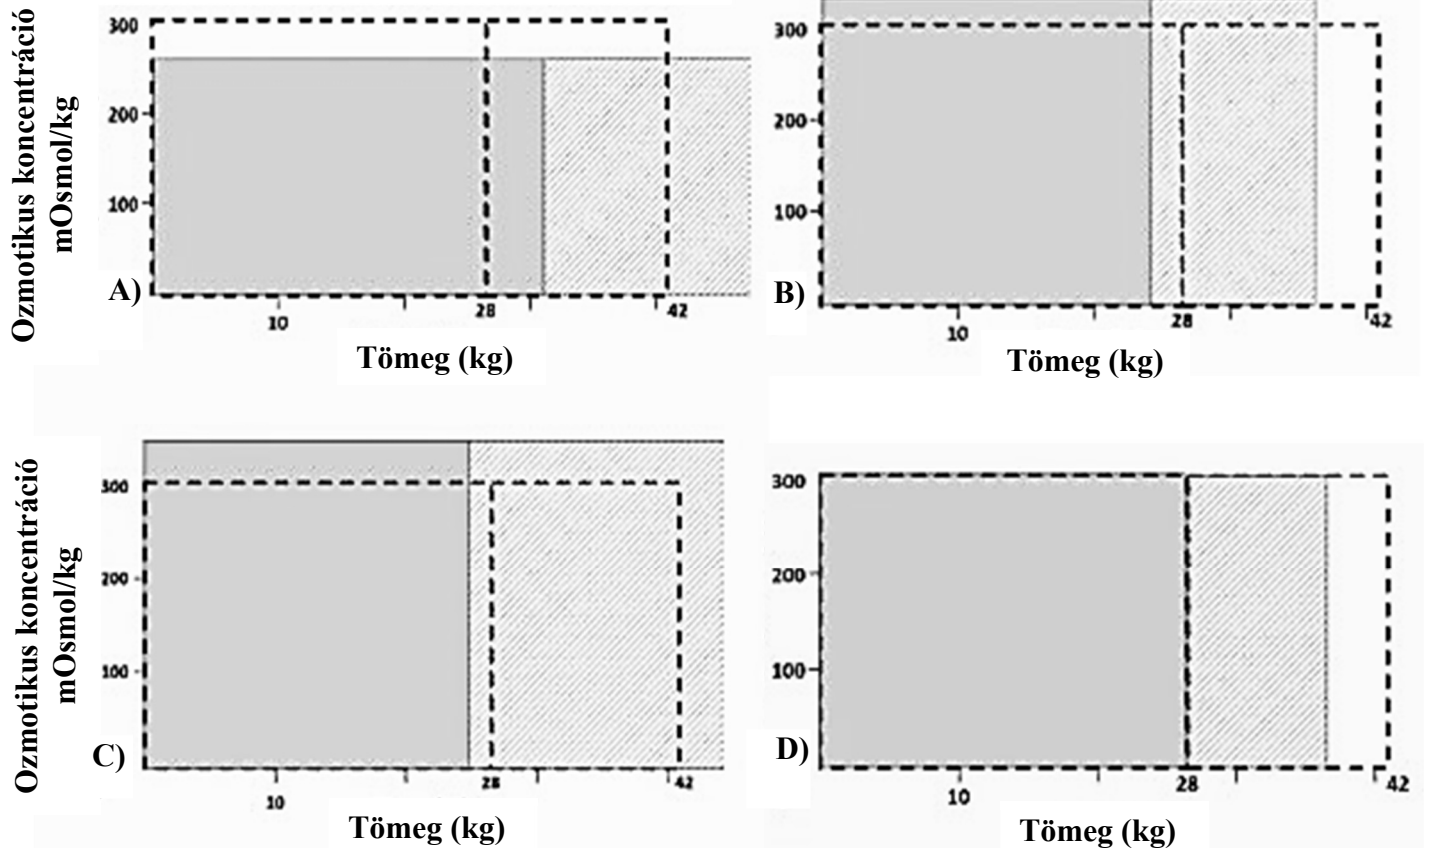 Ozmotikus koncentráció
mOsmol/kg
300
200
100
A)
10
28
42
Tömeg (kg)
300
200
100
B)
10
28
42
Tömeg (kg)
Ozmotikus koncentráció
mOsmol/kg
300
200
100
C)
10
28
42
Tömeg (kg)
300
200
100
D)
10
28
42
Tömeg (kg)